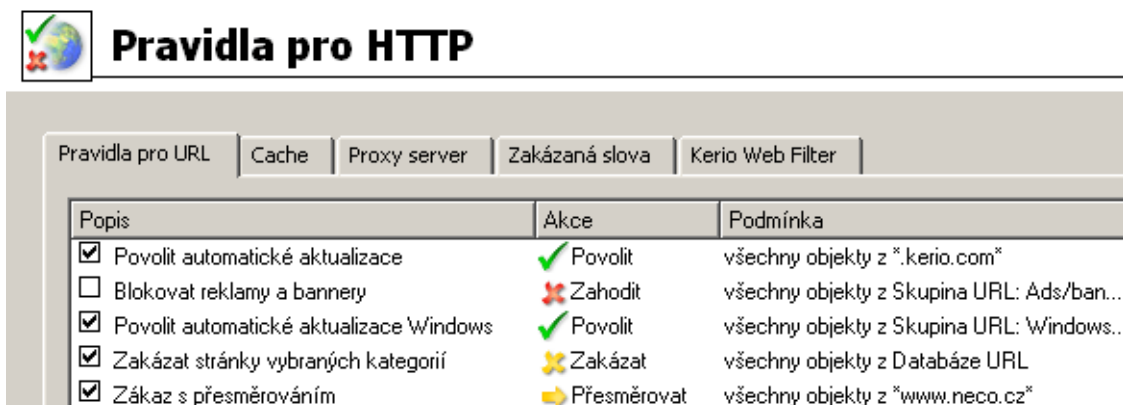 Pravidla pro HTTP
Pravidla pro URL Cache Proxy server Zakázaná slova Kerio Web Filter
Popis Akce Podmínka
Povolit automatické aktualizace Povolit všechny objekty z "*.kerio.com*"
Blokovat reklamy a bannery Zahodit všechny objekty z Skupina URL: Ads/ban...
Povolit automatické aktualizace Windows Povolit všechny objekty z Skupina URL: Windows...
Zakázat stránky vybraných kategorií Zakázat všechny objekty z Databáze URL
Zákaz s přesměrováním Přesměrovat všechny objekty z "www.neco.cz"